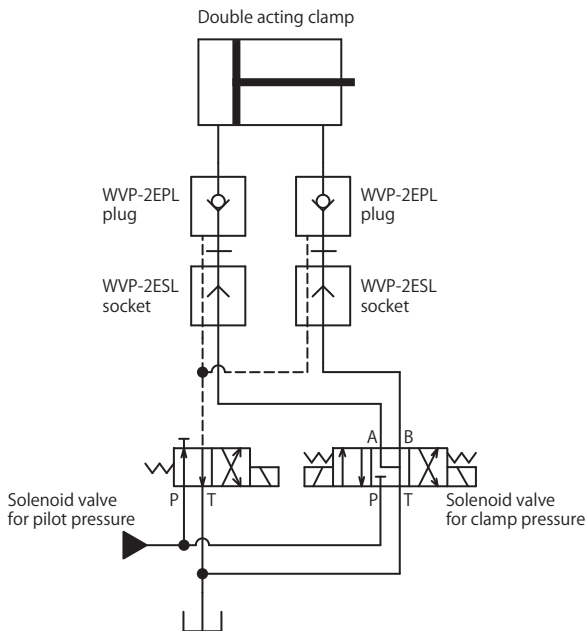 Double acting clamp
WVP-2EPL
plug
WVP-2EPL
plug
WVP-2ESL
socket
WVP-2ESL
socket
A B
P T
P T
Solenoid valve
for pilot pressure
Solenoid valve
for clamp pressure